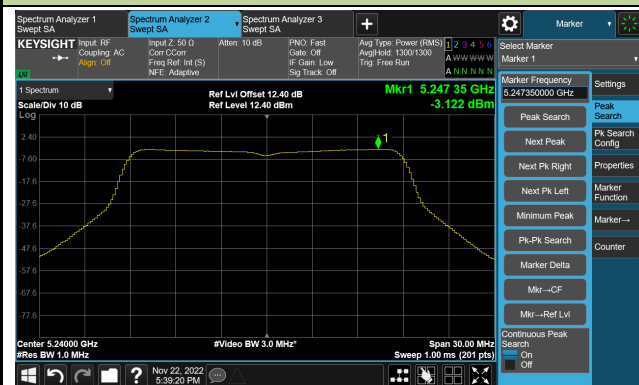 Spectrum Analyzer 1
Swept SA
Spectrum Analyzer 2
Swept SA
Spectrum Analyzer 3
Swept SA
+
Marker
KEYSIGHT
Input: RF
Coupling: AC
Align: Off
Input Z: 50 Ω
Corr CCorr
Freq Ref: Int (S)
NFE: Adaptive
Atten: 10 dB
PNO: Fast
Gate: Off
IF Gain: Low
Sig Track: Off
Avg Type: Power (RMS)
Avg|Hold: 1300/1300
Trig: Free Run
1 2 3 4 5 6
A W W W W W
A N N N N N
LXI
Select Marker
Marker 1
1 Spectrum
Scale/Div 10 dB
Log
Ref Lvl Offset 12.40 dB
Ref Level 12.40 dBm
Mkr1 5.247 35 GHz
-3.122 dBm
1
2.40
-7.60
-17.6
-27.6
-37.6
-47.6
-57.6
-67.6
-77.6
Center 5.24000 GHz
#Res BW 1.0 MHz
#Video BW 3.0 MHz*
Span 30.00 MHz
Sweep 1.00 ms (201 pts)
Marker Frequency
5.247350000 GHz
Peak Search
Next Peak
Next Pk Right
Next Pk Left
Minimum Peak
Pk-Pk Search
Marker Delta
Mkr→CF
Mkr→Ref Lvl
Continuous Peak
Search
On
Off
Settings
Peak
Search
Pk Search
Config
Properties
Marker
Function
Marker→
Counter
?
Nov 22, 2022
5:39:20 PM